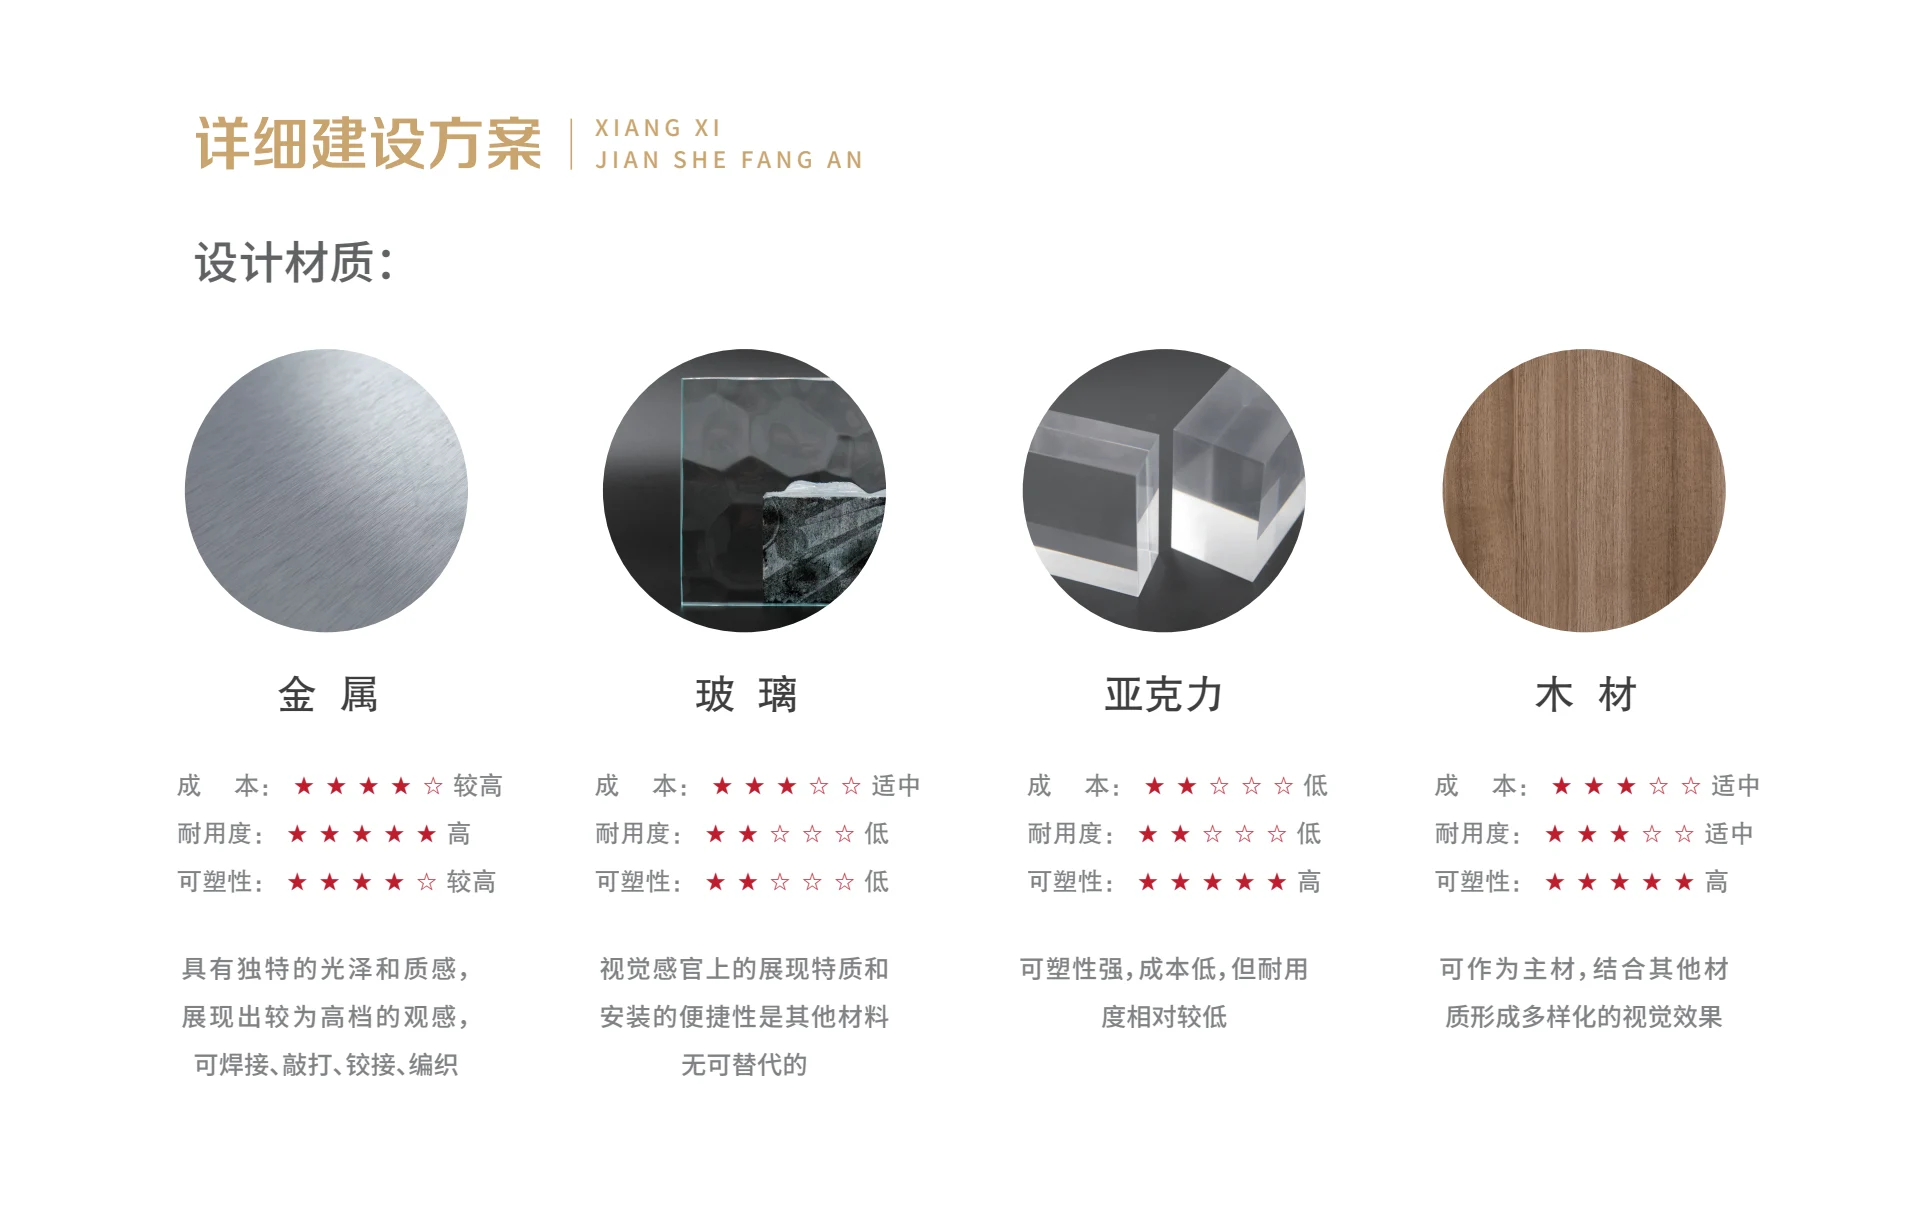 详细建设方案
XIANG XI
JIAN SHE FANG AN
设计材质：
金 属
成 本：★★★★☆较高
耐用度：★★★★★高
可塑性：★★★★☆较高
具有独特的光泽和质感，
展现出较为高档的观感，
可焊接、敲打、铰接、编织
玻 璃
成 本：★★★☆☆适中
耐用度：★★☆☆☆低
可塑性：★★☆☆☆低
视觉感官上的展现特质和
安装的便捷性是其他材料
无可替代的
亚克力
成 本：★★☆☆☆低
耐用度：★★☆☆☆低
可塑性：★★★★★高
可塑性强，成本低，但耐用
度相对较低
木 材
成 本：★★★☆☆适中
耐用度：★★★☆☆适中
可塑性：★★★★★高
可作为主材，结合其他材
质形成多样化的视觉效果